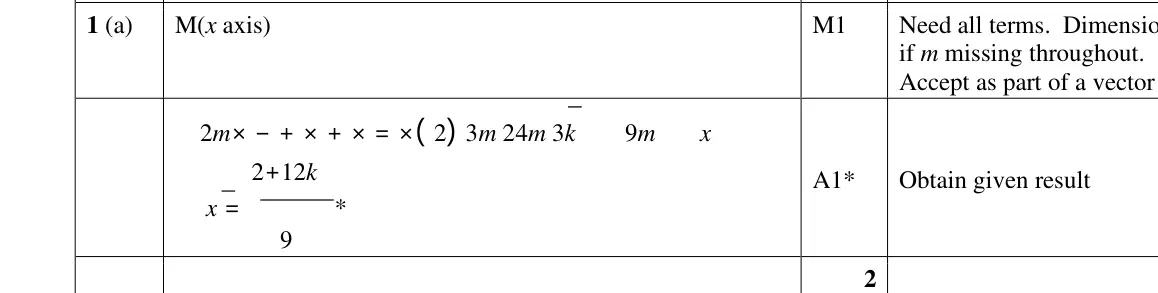 1 (a) M(x axis) M1 Need all terms. Dimensio
if m missing throughout.
Accept as part of a vector
2m× − + × + × = ×( 2) 3m 24m 3k̅ 9m x
2+12k
x̅ = ______ *
9
A1* Obtain given result
2